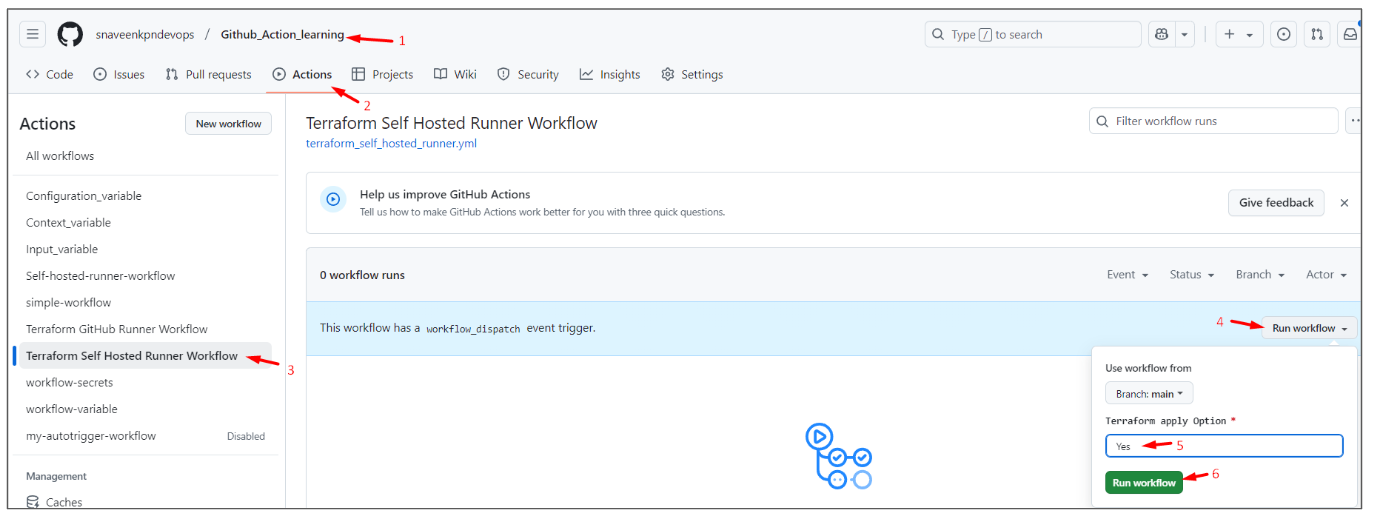 snaveenkpndevops / Github_Action_learning 1
Type / to search
Code Issues Pull requests Actions Projects Wiki Security Insights Settings
2
Actions
New workflow
All workflows
Configuration_variable
Context_variable
Input_variable
Self-hosted-runner-workflow
simple-workflow
Terraform GitHub Runner Workflow
Terraform Self Hosted Runner Workflow
3
workflow-secrets
workflow-variable
my-autotrigger-workflow Disabled
Management
Caches
Terraform Self Hosted Runner Workflow
terraform_self_hosted_runner.yml
Filter workflow runs
Help us improve GitHub Actions
Tell us how to make GitHub Actions work better for you with three quick questions.
Give feedback
0 workflow runs
Event Status Branch Actor
This workflow has a workflow_dispatch event trigger.
4 Run workflow
Use workflow from
Branch: main
Terraform apply Option *
Yes 5
Run workflow 6